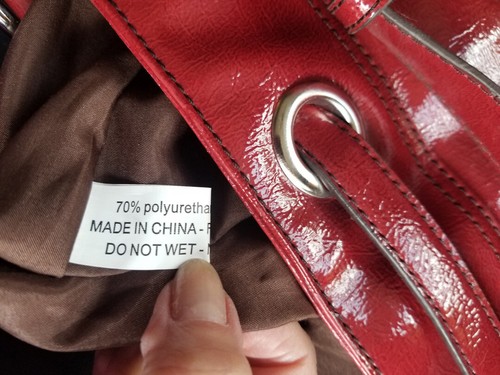 70% polyuretha
MADE IN CHINA -
DO NOT WET -